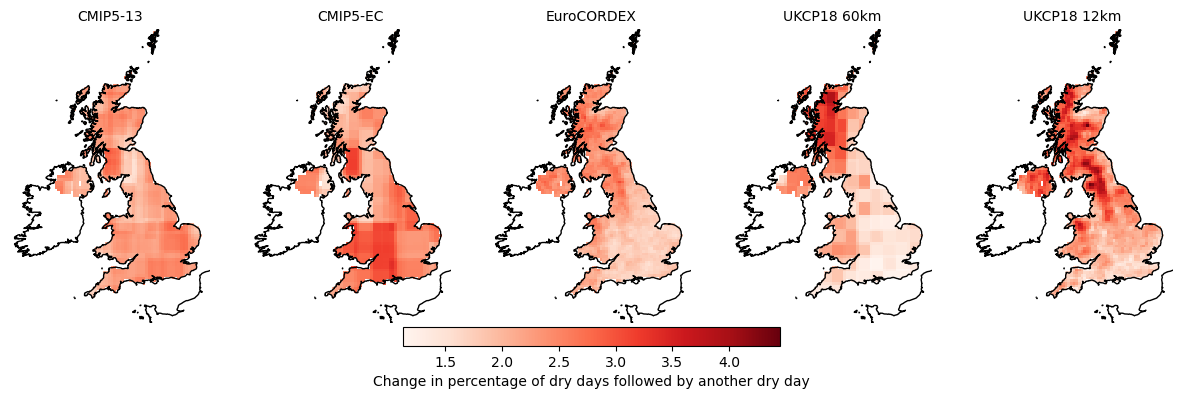 CMIP5-13
CMIP5-EC
EuroCORDEX
UKCP18 60km
UKCP18 12km
1.5
2.0
2.5
3.0
3.5
4.0
Change in percentage of dry days followed by another dry day